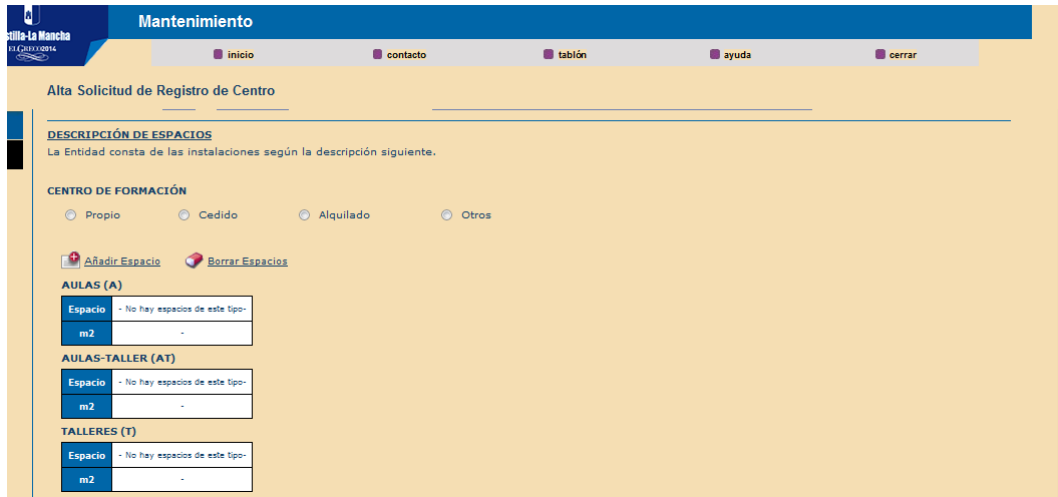 Mantenimiento
stilla-La Mancha
EL GRECO2014
inicio contacto tablón ayuda cerrar
Alta Solicitud de Registro de Centro
DESCRIPCIÓN DE ESPACIOS
La Entidad consta de las instalaciones según la descripción siguiente.
CENTRO DE FORMACIÓN
Propio Cedido Alquilado Otros
Añadir Espacio Borrar Espacios
AULAS (A)
Espacio - No hay espacios de este tipo-
m2 -
AULAS-TALLER (AT)
Espacio - No hay espacios de este tipo-
m2 -
TALLERES (T)
Espacio - No hay espacios de este tipo-
m2 -